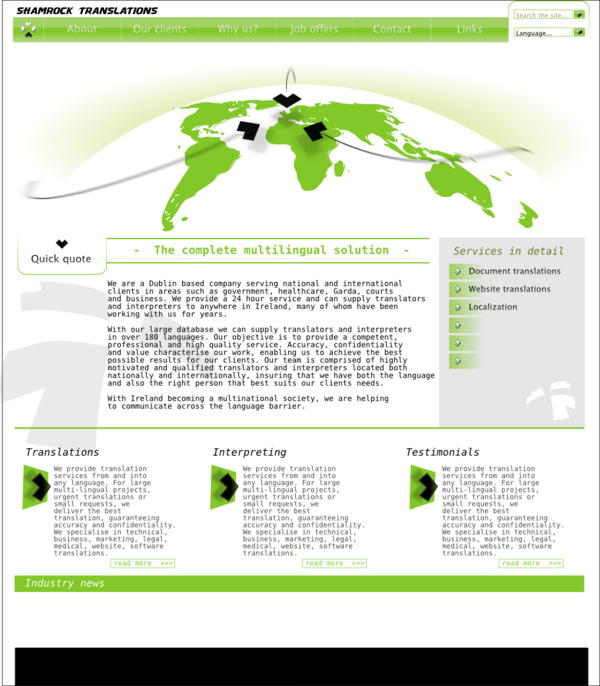 SHAMROCK TRANSLATIONS
Search the site...
About
Our clients
Why us?
Job offers
Contact
Links
Language...
Quick quote
- The complete multilingual solution -
We are a Dublin based company serving national and international
clients in areas such as government, healthcare, Garda, courts
and business. We provide a 24 hour service and can supply translators
and interpreters to anywhere in Ireland, many of whom have been
working with us for years.
With our large database we can supply translators and interpreters
in over 180 languages. Our objective is to provide a competent,
professional and high quality service. Accuracy, confidentiality
and value characterise our work, enabling us to achieve the best
possible results for our clients. Our team is comprised of highly
motivated and qualified translators and interpreters located both
nationally and internationally, insuring that we have both the language
and also the right person that best suits our clients needs.
With Ireland becoming a multinational society, we are helping
to communicate across the language barrier.
Services in detail
Document translations
Website translations
Localization
Translations
We provide translation
services from and into
any language. For large
multi-lingual projects,
urgent translations or
small requests, we
deliver the best
translation, guaranteeing
accuracy and confidentiality.
We specialise in technical,
business, marketing, legal,
medical, website, software
translations.
read more >>>
Interpreting
We provide translation
services from and into
any language. For large
multi-lingual projects,
urgent translations or
small requests, we
deliver the best
translation, guaranteeing
accuracy and confidentiality.
We specialise in technical,
business, marketing, legal,
medical, website, software
translations.
read more >>>
Testimonials
We provide translation
services from and into
any language. For large
multi-lingual projects,
urgent translations or
small requests, we
deliver the best
translation, guaranteeing
accuracy and confidentiality.
We specialise in technical,
business, marketing, legal,
medical, website, software
translations.
read more >>>
Industry news